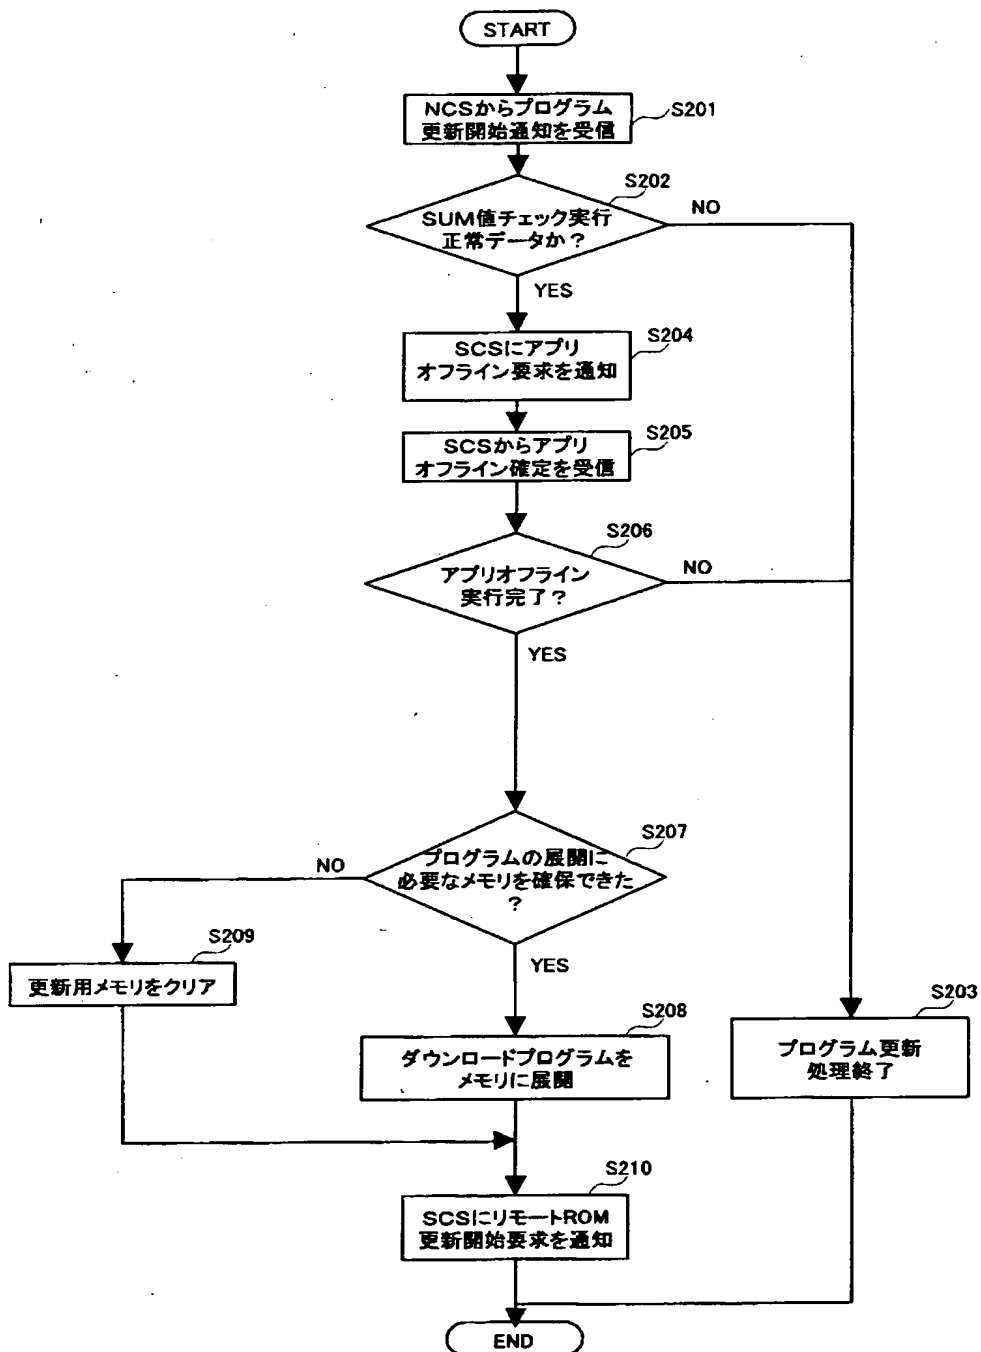 START
NCSからプログラム
更新開始通知を受信
S201
S202
SUM値チェック実行
正常データか？
NO
YES
S204
SCSにアプリ
オフライン要求を通知
S205
SCSからアプリ
オフライン確定を受信
S206
アプリオフライン
実行完了？
NO
YES
S207
プログラムの展開に
必要なメモリを確保できた
？
NO
YES
S209
更新用メモリをクリア
S208
ダウンロードプログラムを
メモリに展開
S203
プログラム更新
処理終了
S210
SCSにリモートROM
更新開始要求を通知
END